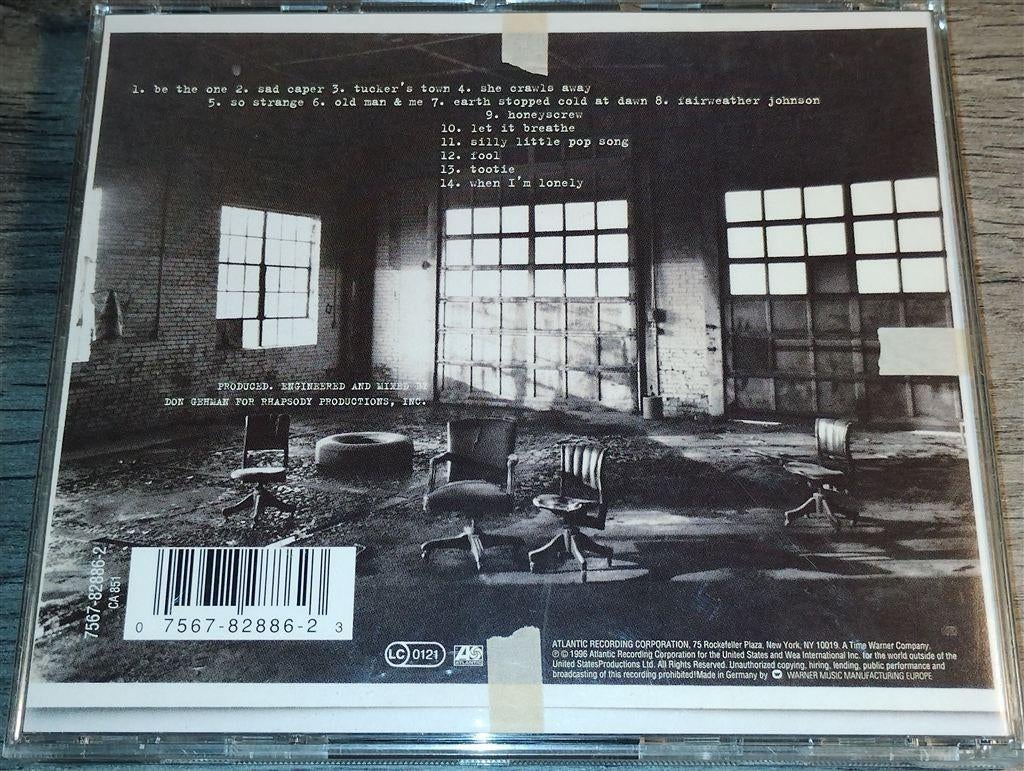 1. be the one 2. sad caper 3. tucker's town 4. she crawls away
5. so strange 6. old man & me 7. earth stopped cold at dawn 8. fairweather johnson
9. honeyscrew
10. let it breathe
11. silly little pop song
12. fool
13. tootie
14. when I'm lonely
PRODUCED. ENGINEERED AND MIXED BY
DON GEHMAN FOR RHAPSODY PRODUCTIONS, INC.
7567-82886-2
CA 851
0 7567-82886-2 3
LC 0121
ATLANTIC RECORDING CORPORATION, 75 Rockefeller Plaza, New York, NY 10019. A Time Warner Company.
℗ © 1996 Atlantic Recording Corporation for the United States and Wea International Inc. for the world outside of the
United StatesProductions Ltd. All Rights Reserved. Unauthorized copying, hiring, lending, public performance and
broadcasting of this recording prohibited!Made in Germany by WARNER MUSIC MANUFACTURING EUROPE